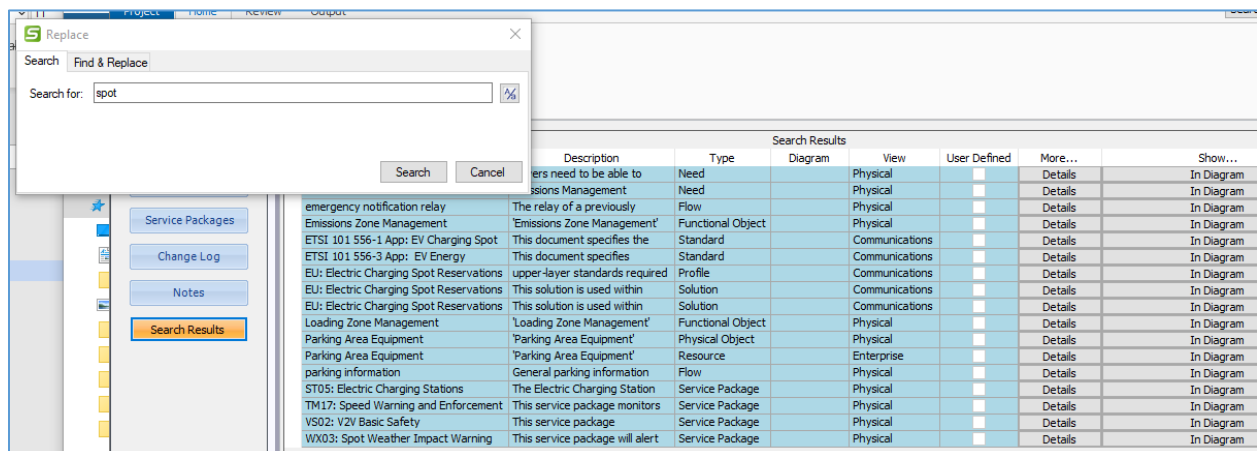 Project Home Review Output
Replace
Search Find & Replace
Search for: spot
Search Cancel
Service Packages
Change Log
Notes
Search Results
Search Results
Description Type Diagram View User Defined More... Show...
need to be able to Need Physical Details In Diagram
Management Need Physical Details In Diagram
emergency notification relay The relay of a previously Flow Physical Details In Diagram
Emissions Zone Management 'Emissions Zone Management' Functional Object Physical Details In Diagram
ETSI 101 556-1 App: EV Charging Spot This document specifies the Standard Communications Details In Diagram
ETSI 101 556-3 App: EV Energy This document specifies Standard Communications Details In Diagram
EU: Electric Charging Spot Reservations upper-layer standards required Profile Communications Details In Diagram
EU: Electric Charging Spot Reservations This solution is used within Solution Communications Details In Diagram
EU: Electric Charging Spot Reservations This solution is used within Solution Communications Details In Diagram
Loading Zone Management 'Loading Zone Management' Functional Object Physical Details In Diagram
Parking Area Equipment 'Parking Area Equipment' Physical Object Physical Details In Diagram
Parking Area Equipment 'Parking Area Equipment' Resource Enterprise Details In Diagram
parking information General parking information Flow Physical Details In Diagram
ST05: Electric Charging Stations The Electric Charging Station Service Package Physical Details In Diagram
TM17: Speed Warning and Enforcement This service package monitors Service Package Physical Details In Diagram
VS02: V2V Basic Safety This service package Service Package Physical Details In Diagram
WX03: Spot Weather Impact Warning This service package will alert Service Package Physical Details In Diagram